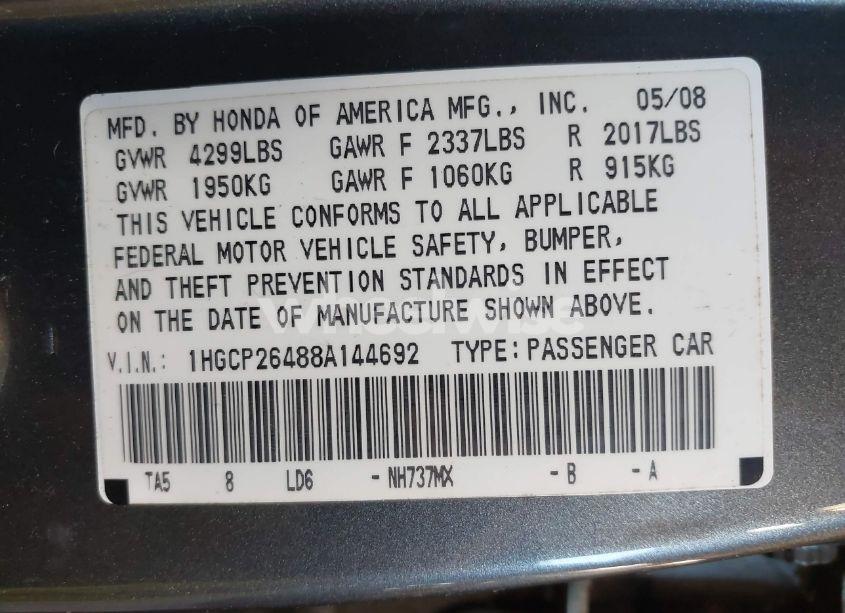 MFD. BY HONDA OF AMERICA MFG., INC. 05/08
GVWR 4299LBS GAWR F 2337LBS R 2017LBS
GVWR 1950KG GAWR F 1060KG R 915KG
THIS VEHICLE CONFORMS TO ALL APPLICABLE
FEDERAL MOTOR VEHICLE SAFETY, BUMPER,
AND THEFT PREVENTION STANDARDS IN EFFECT
ON THE DATE OF MANUFACTURE SHOWN ABOVE.
wheelwise
V.I.N.: 1HGCP26488A144692 TYPE: PASSENGER CAR
TA5 8 LD6 - NH737MX - B - A